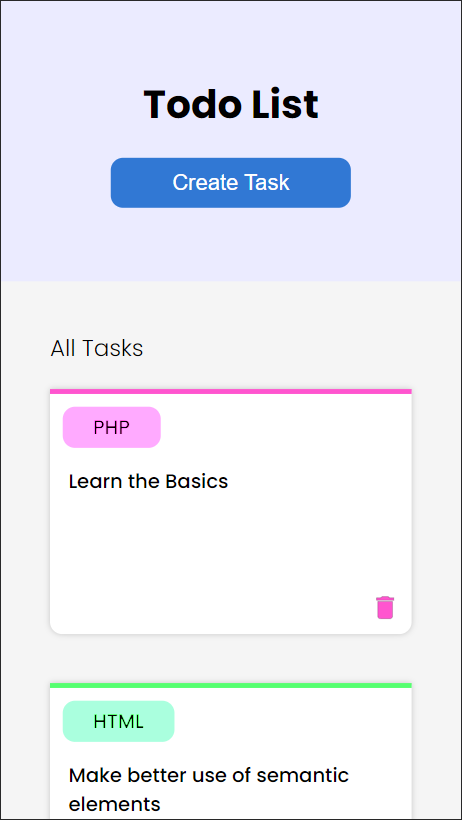 Todo List
Create Task
All Tasks
PHP
Learn the Basics
HTML
Make better use of semantic
elements